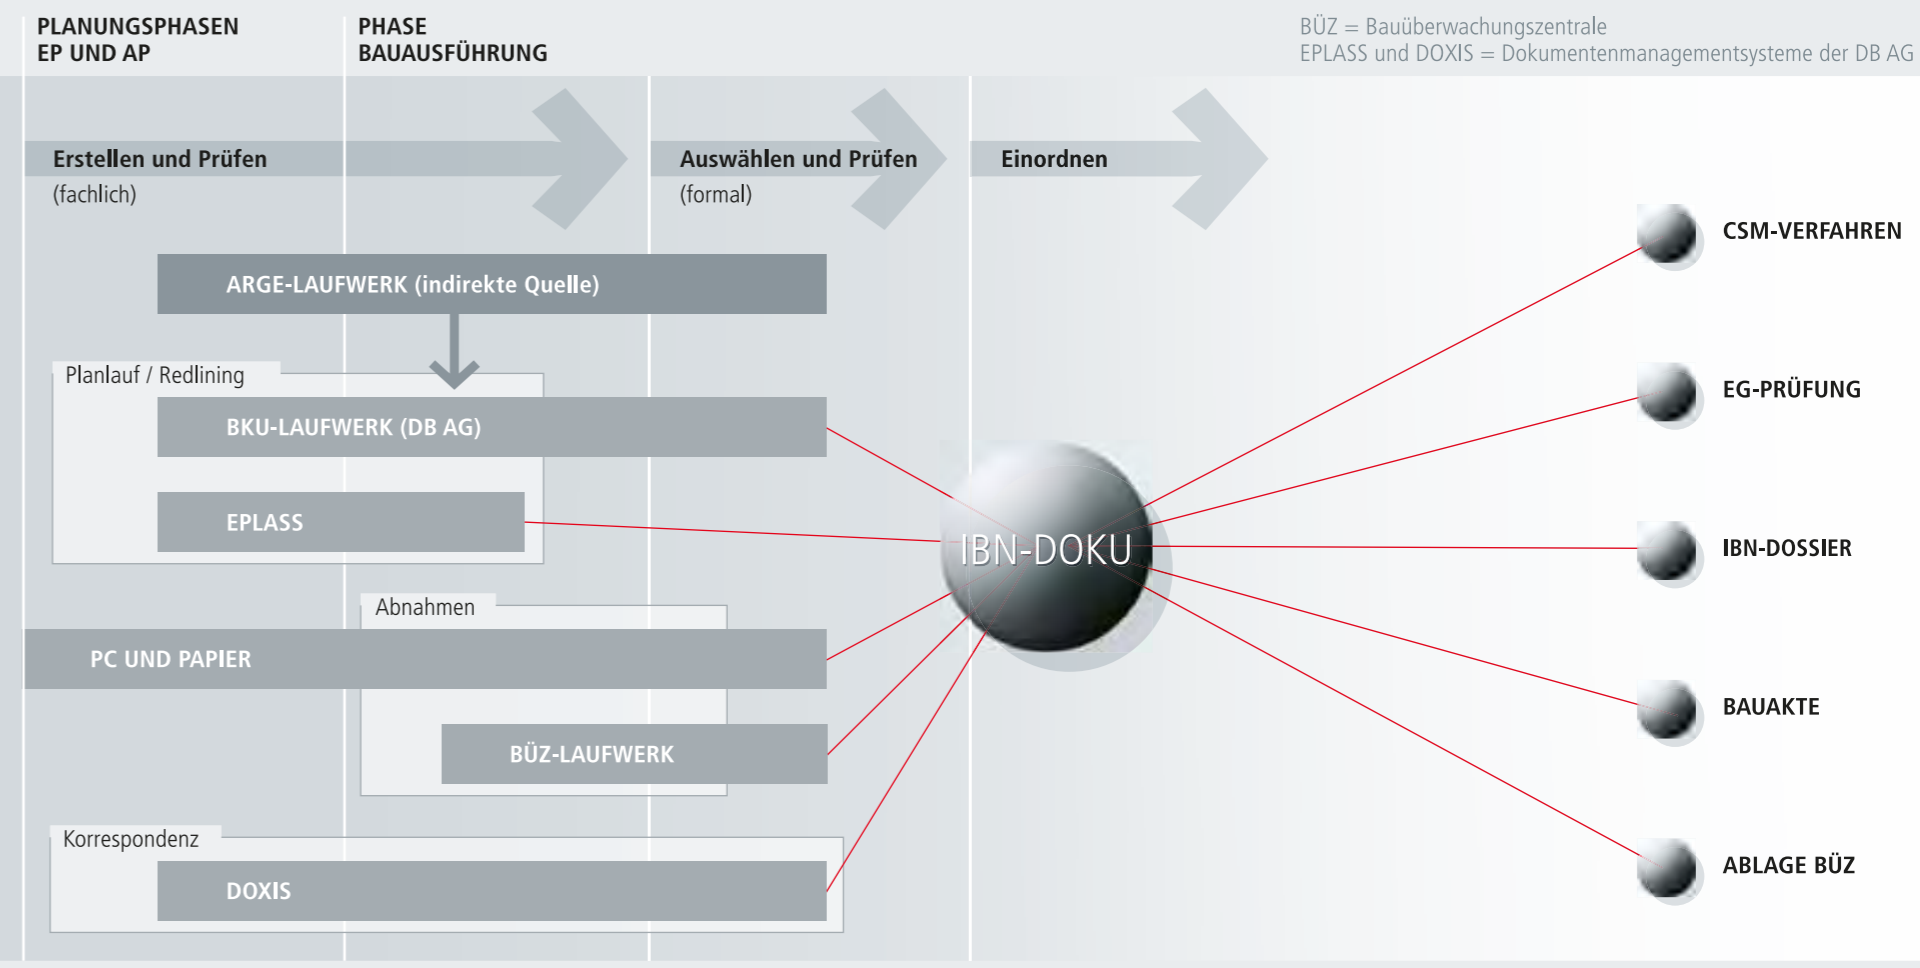 PLANUNGSPHASEN
EP UND AP
PHASE
BAUAUSFÜHRUNG
BÜZ = Bauüberwachungszentrale
EPLASS und DOXIS = Dokumentenmanagementsysteme der DB AG
Erstellen und Prüfen
(fachlich)
Auswählen und Prüfen
(formal)
Einordnen
ARGE-LAUFWERK (indirekte Quelle)
Planlauf / Redlining
BKU-LAUFWERK (DB AG)
EPLASS
Abnahmen
PC UND PAPIER
BÜZ-LAUFWERK
Korrespondenz
DOXIS
IBN-DOKU
CSM-VERFAHREN
EG-PRÜFUNG
IBN-DOSSIER
BAUAKTE
ABLAGE BÜZ